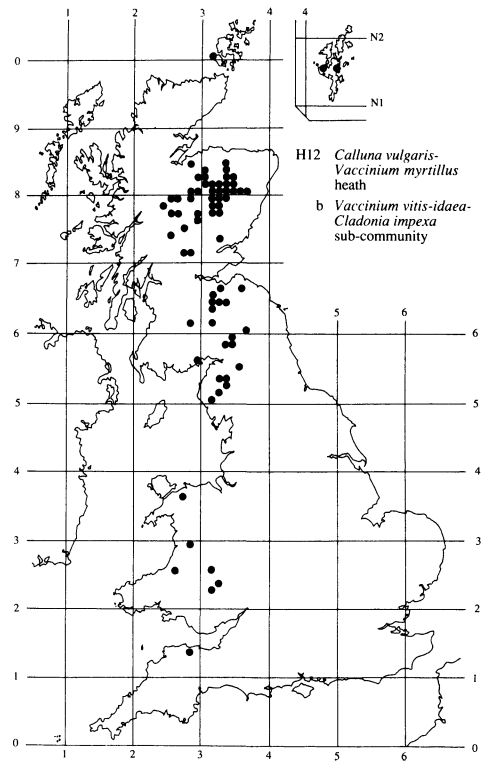 1 2 3 4
4
N2
N1
0
9
8
7
6
5
4
3
2
1
0
H12 Calluna vulgaris-
Vaccinium myrtillus
heath
b Vaccinium vitis-idaea-
Cladonia impexa
sub-community
5 6
6
5
4
3
2
1
0
1 2 3 4 5 6